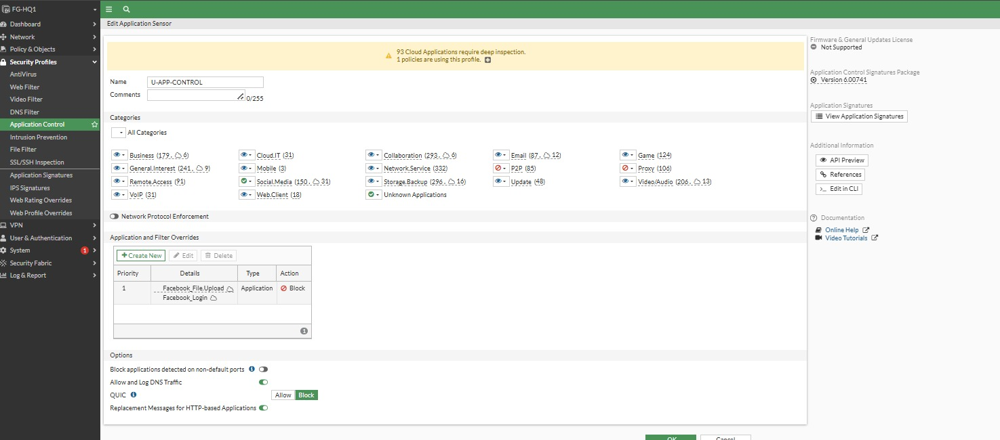 FG-HQ1
Dashboard
Network
Policy & Objects
Security Profiles
AntiVirus
Web Filter
Video Filter
DNS Filter
Application Control
Intrusion Prevention
File Filter
SSL/SSH Inspection
Application Signatures
IPS Signatures
Web Rating Overrides
Web Profile Overrides
VPN
User & Authentication
System 1
Security Fabric
Log & Report
Edit Application Sensor
93 Cloud Applications require deep inspection.
1 policies are using this profile.
Name U-APP-CONTROL
Comments 0/255
Categories
All Categories
Business (179, 6) Cloud.IT (31) Collaboration (293, 6) Email (87, 12) Game (124)
General.Interest (241, 9) Mobile (3) Network.Service (332) P2P (85) Proxy (106)
Remote.Access (91) Social.Media (150, 31) Storage.Backup (296, 16) Update (48) Video/Audio (206, 13)
VoIP (31) Web.Client (18) Unknown Applications
Network Protocol Enforcement
Application and Filter Overrides
Create New Edit Delete
Priority Details Type Action
1 Facebook_File.Upload Application Block
Facebook_Login
1
Options
Block applications detected on non-default ports
Allow and Log DNS Traffic
QUIC Allow Block
Replacement Messages for HTTP-based Applications
OK Cancel
Firmware & General Updates License
Not Supported
Application Control Signatures Package
Version 6.00741
Application Signatures
View Application Signatures
Additional Information
API Preview
References
>_ Edit in CLI
Documentation
Online Help
Video Tutorials